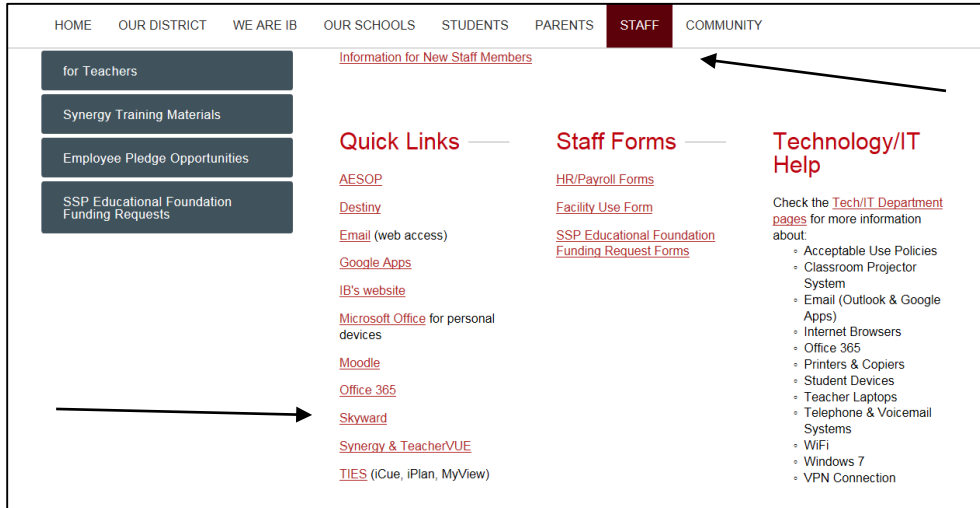 HOME OUR DISTRICT WE ARE IB OUR SCHOOLS STUDENTS PARENTS STAFF COMMUNITY
for Teachers
Synergy Training Materials
Employee Pledge Opportunities
SSP Educational Foundation
Funding Requests
Information for New Staff Members
Quick Links
AESOP
Destiny
Email (web access)
Google Apps
IB's website
Microsoft Office for personal
devices
Moodle
Office 365
Skyward
Synergy & TeacherVUE
TIES (iCue, iPlan, MyView)
Staff Forms
HR/Payroll Forms
Facility Use Form
SSP Educational Foundation
Funding Request Forms
Technology/IT
Help
Check the Tech/IT Department
pages for more information
about:
◦ Acceptable Use Policies
◦ Classroom Projector
System
◦ Email (Outlook & Google
Apps)
◦ Internet Browsers
◦ Office 365
◦ Printers & Copiers
◦ Student Devices
◦ Teacher Laptops
◦ Telephone & Voicemail
Systems
◦ WiFi
◦ Windows 7
◦ VPN Connection